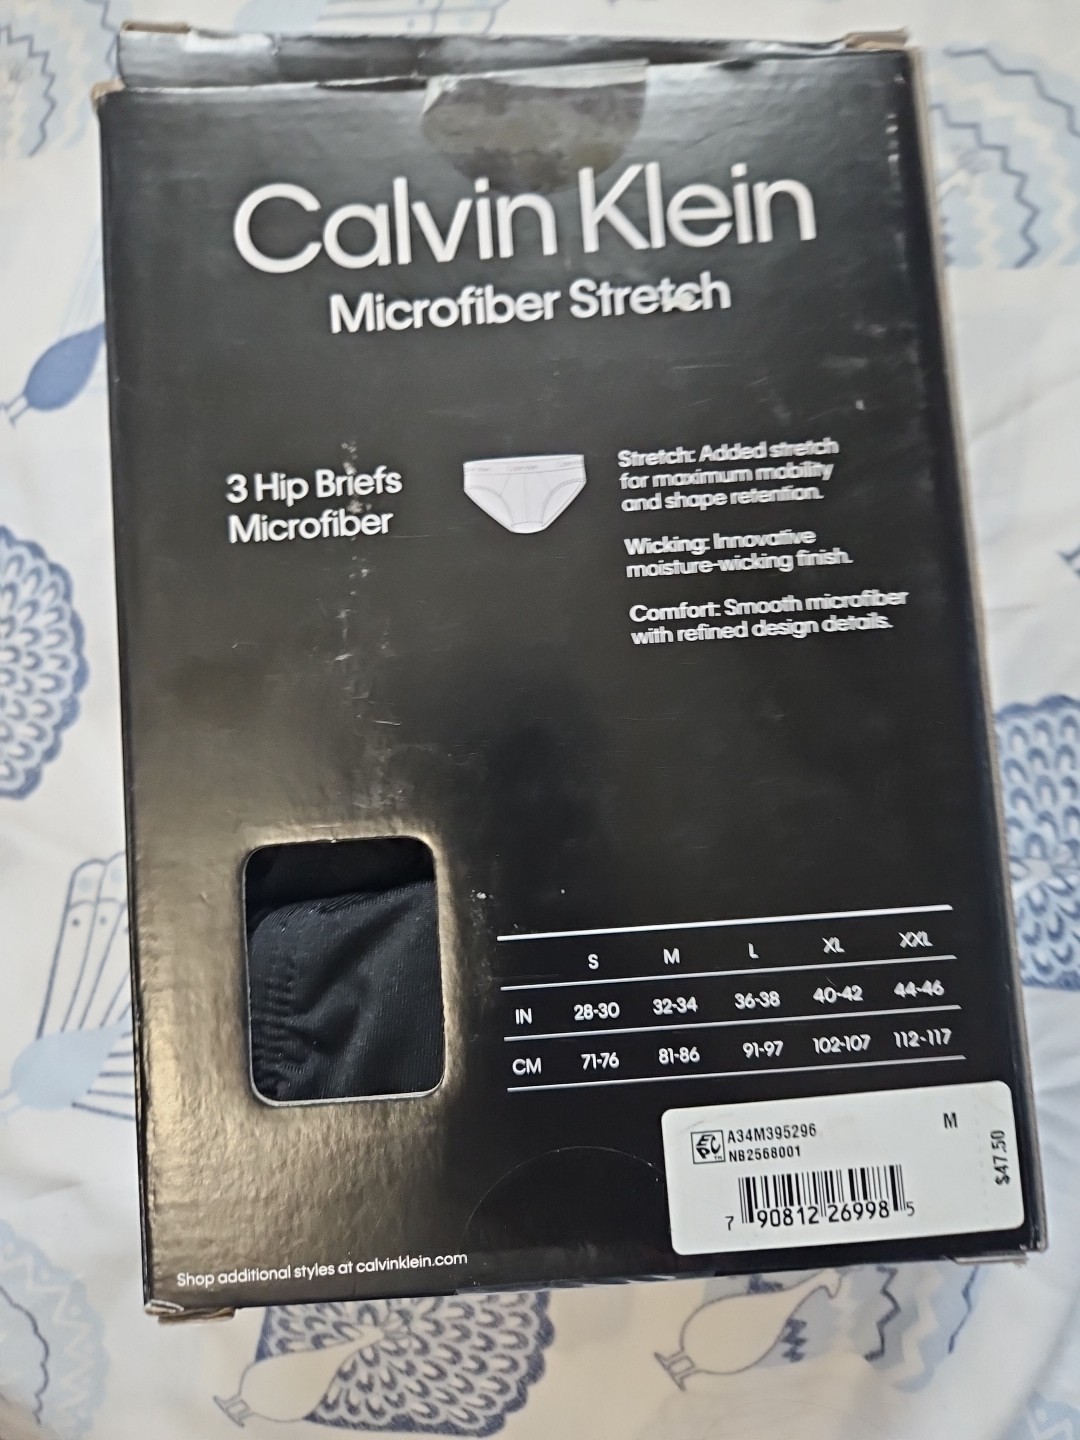 Calvin Klein
Microfiber Stretch
3 Hip Briefs
Microfiber
Stretch: Added stretch
for maximum mobility
and shape retention.
Wicking: Innovative
moisture-wicking finish.
Comfort: Smooth microfiber
with refined design details.
S M L XL XXL
IN 28-30 32-34 36-38 40-42 44-46
CM 71-76 81-86 91-97 102-107 112-117
A34M395296 M
NB2568001
$47.50
7 90812 26998 5
Shop additional styles at calvinklein.com